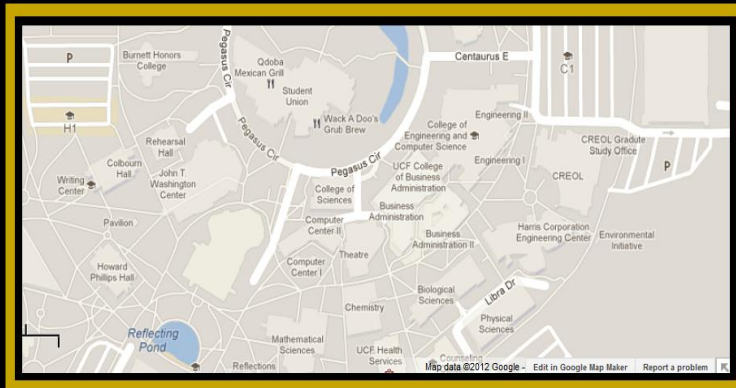 Pegasus Cir
Centaurus E
P
Burnett Honors
College
Qdoba
Mexican Grill
C1
Student
Union
H1
Wack A Doo's
Grub Brew
Engineering II
College of
Engineering and
Computer Science
Rehearsal
Hall
Pegasus Cir
CREOL Gradute
Study Office
Colbourn
Hall
Pegasus Cir
Engineering I
P
Writing
Center
John T.
Washington
Center
UCF College
of Business
Administration
CREOL
College of
Sciences
Business
Administration
Pavilion
Computer
Center II
Harris Corporation
Engineering Center
Environmental
Initiative
Business
Administration II
Theatre
Howard
Phillips Hall
Computer
Center I
Biological
Sciences
Libra Dr
Chemistry
Physical
Sciences
Reflecting
Pond
Mathematical
Sciences
UCF Health
Services
Counseling
Reflections
Map data ©2012 Google -
Edit in Google Map Maker
Report a problem